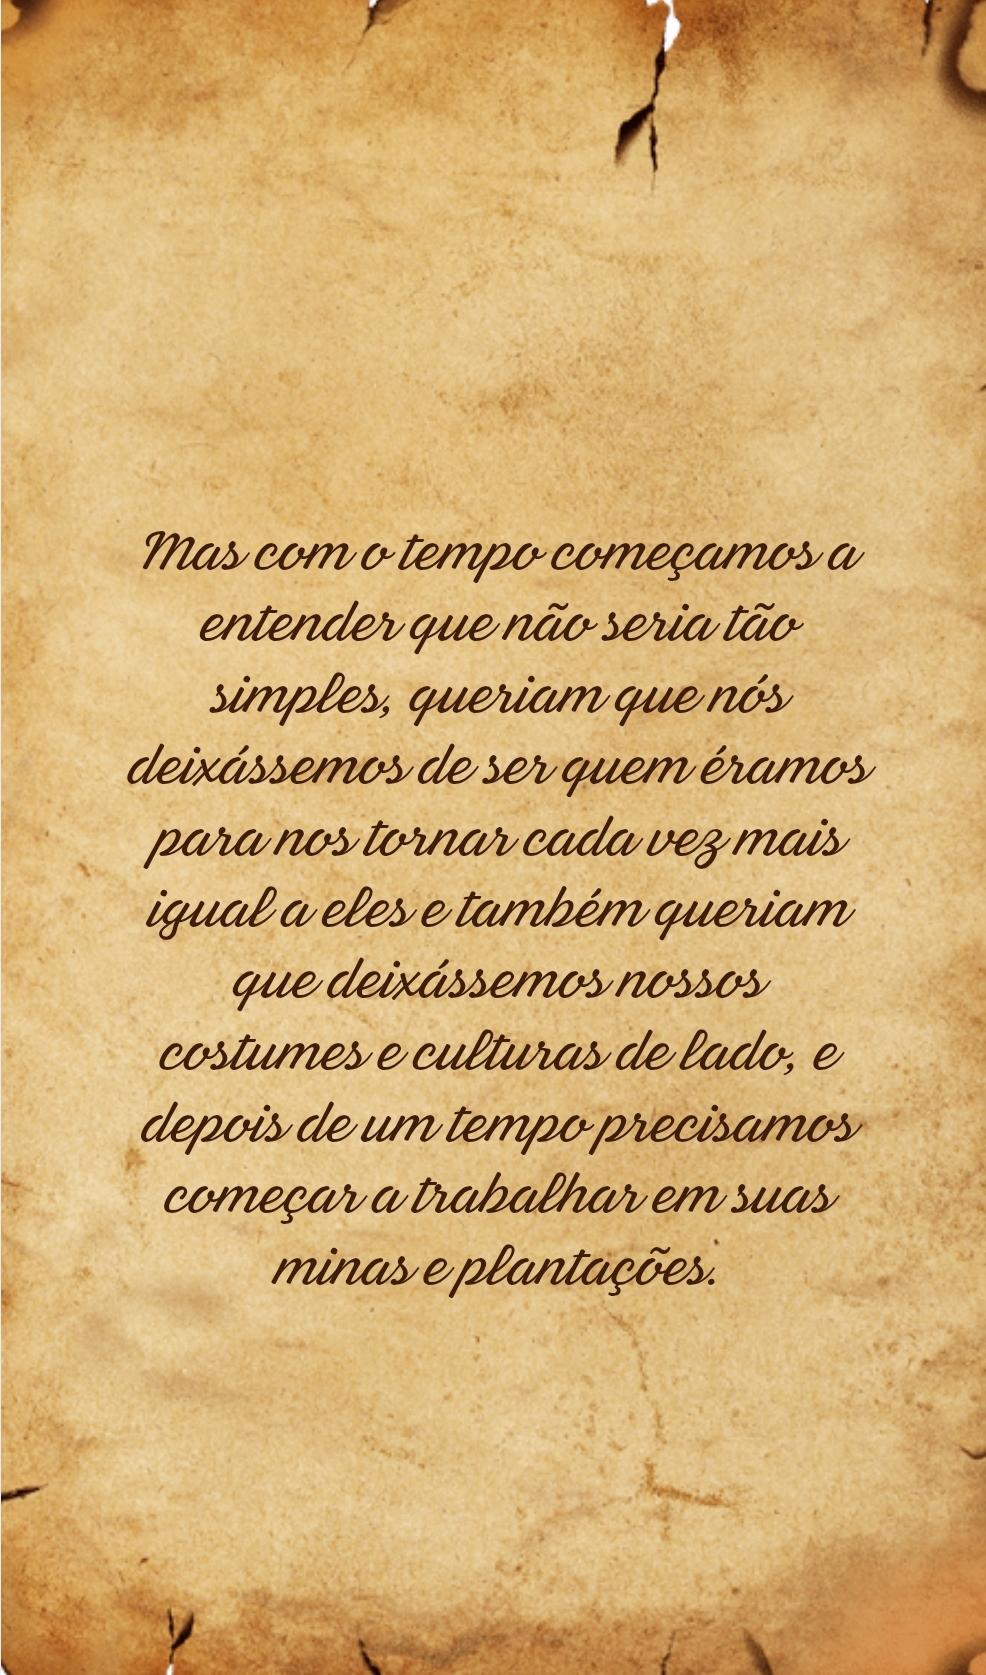 Mas com o tempo começamos a
entender que não seria tão
simples, queriam que nós
deixássemos de ser quem éramos
para nos tornar cada vez mais
igual a eles e também queriam
que deixássemos nossos
costumes e culturas de lado, e
depois de um tempo precisamos
começar a trabalhar em suas
minas e plantações.